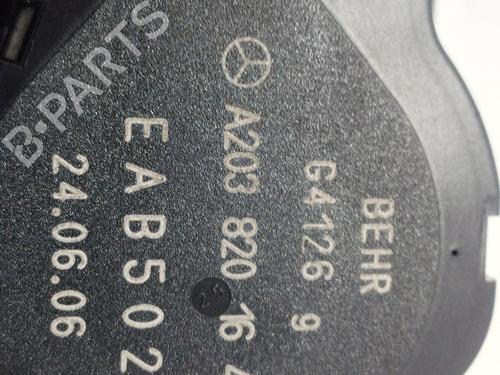 BEHR
G4126 9
A203 820 16
EAB502
24.06.06
B-PARTS